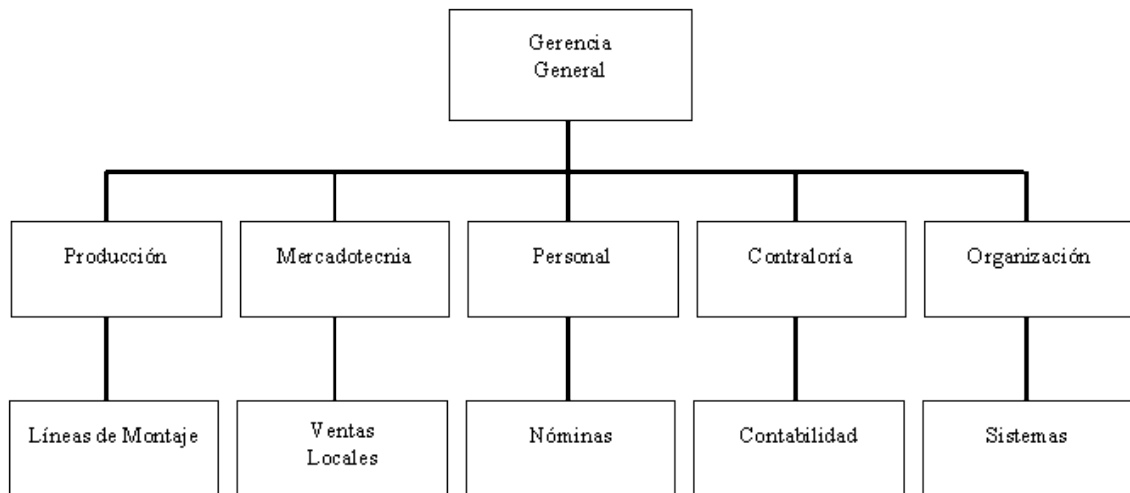 Gerencia
General
Producción
Mercadotecnia
Personal
Contraloría
Organización
Líneas de Montaje
Ventas
Locales
Nóminas
Contabilidad
Sistemas